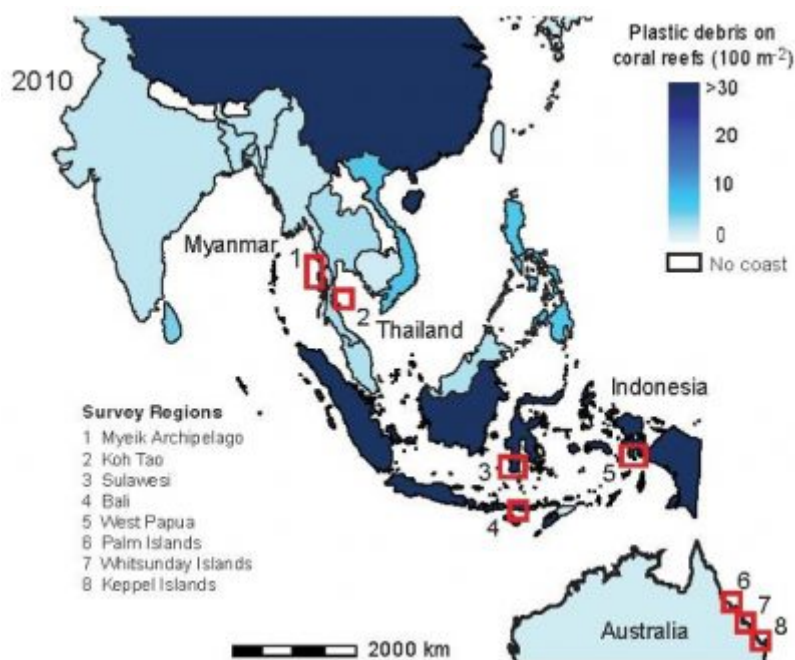 2010
Plastic debris on
coral reefs (100 m-2)
>30
20
10
0
No coast
Myanmar
1
2
Thailand
Indonesia
Survey Regions
1 Myeik Archipelago
2 Koh Tao
3 Sulawesi
4 Bali
5 West Papua
6 Palm Islands
7 Whitsunday Islands
8 Keppel Islands
3
5
4
6
7
8
Australia
2000 km